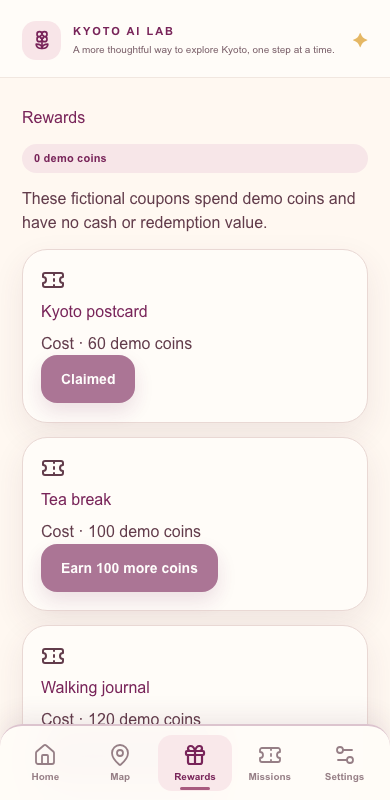 KYOTO AI LAB
A more thoughtful way to explore Kyoto, one step at a time.
Rewards
0 demo coins
These fictional coupons spend demo coins and
have no cash or redemption value.
Kyoto postcard
Cost · 60 demo coins
Claimed
Tea break
Cost · 100 demo coins
Earn 100 more coins
Walking journal
Cost · 120 demo coins
Home
Map
Rewards
Missions
Settings